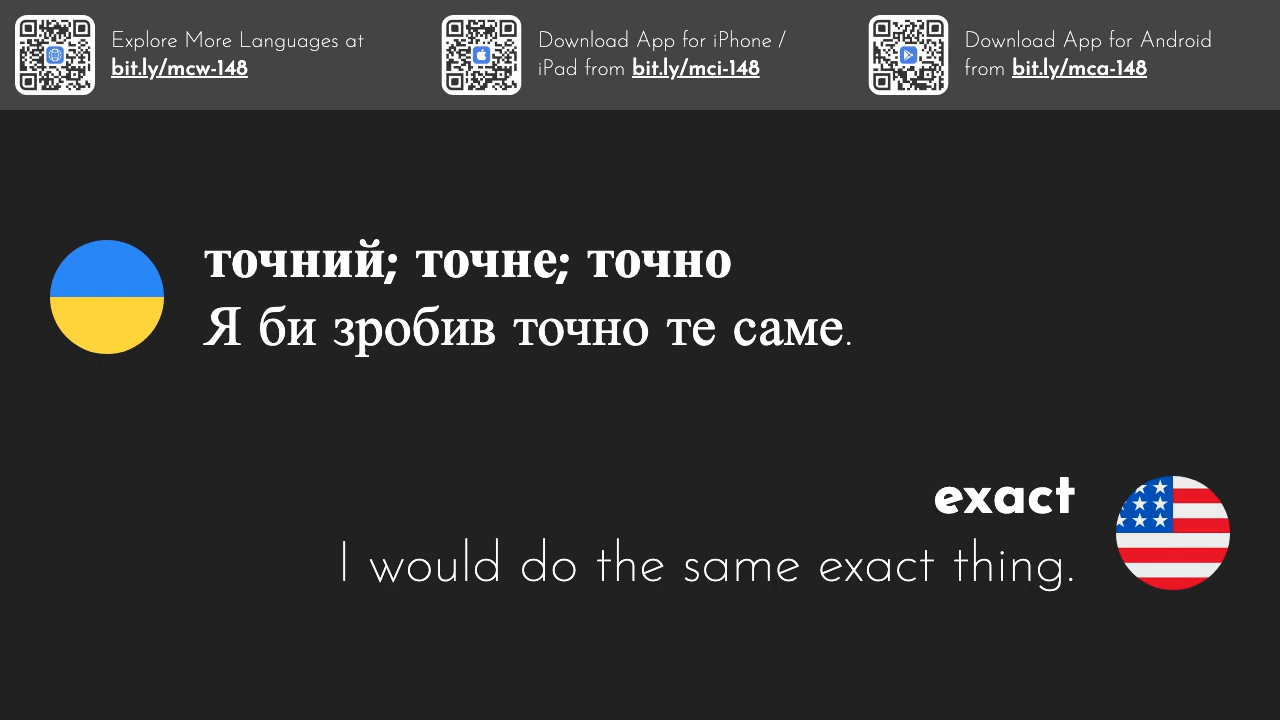 Explore More Languages at
bit.ly/mcw-148
Download App for iPhone /
iPad from bit.ly/mci-148
Download App for Android
from bit.ly/mca-148
точний; точне; точно
Я би зробив точно те саме.
exact
I would do the same exact thing.